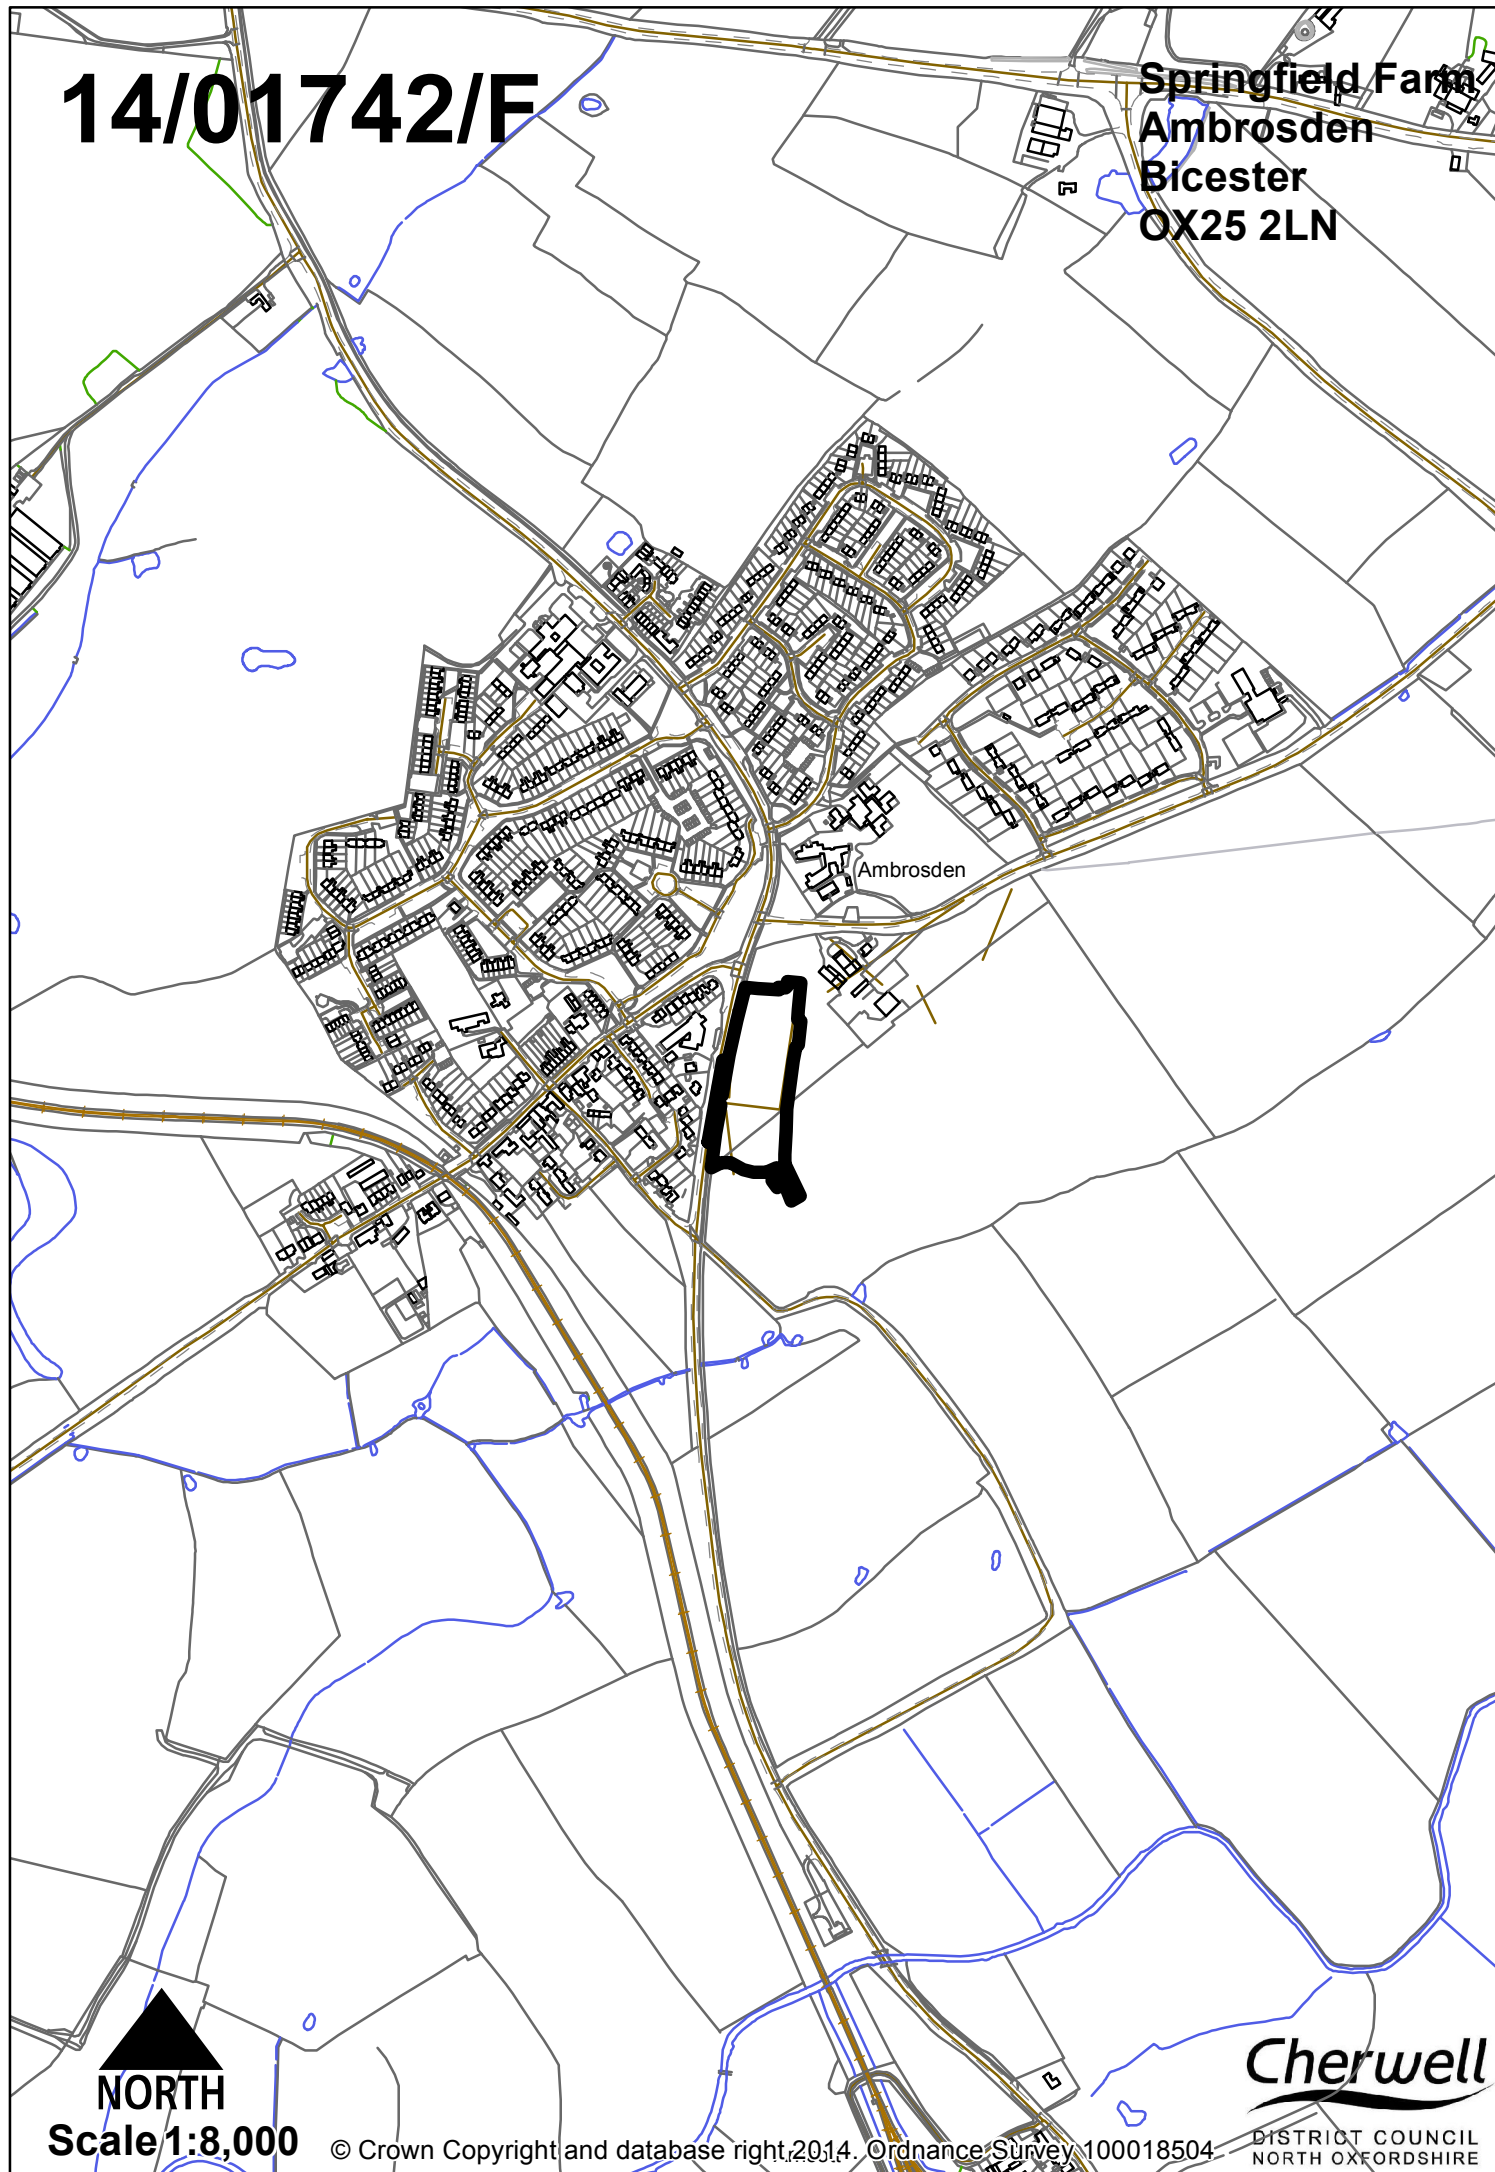 14/01742/F
Springfield Farm
Ambrosden
Bicester
OX25 2LN
Ambrosden
NORTH
Scale 1:8,000
© Crown Copyright and database right 2014. Ordnance Survey 100018504
Cherwell
DISTRICT COUNCIL
NORTH OXFORDSHIRE